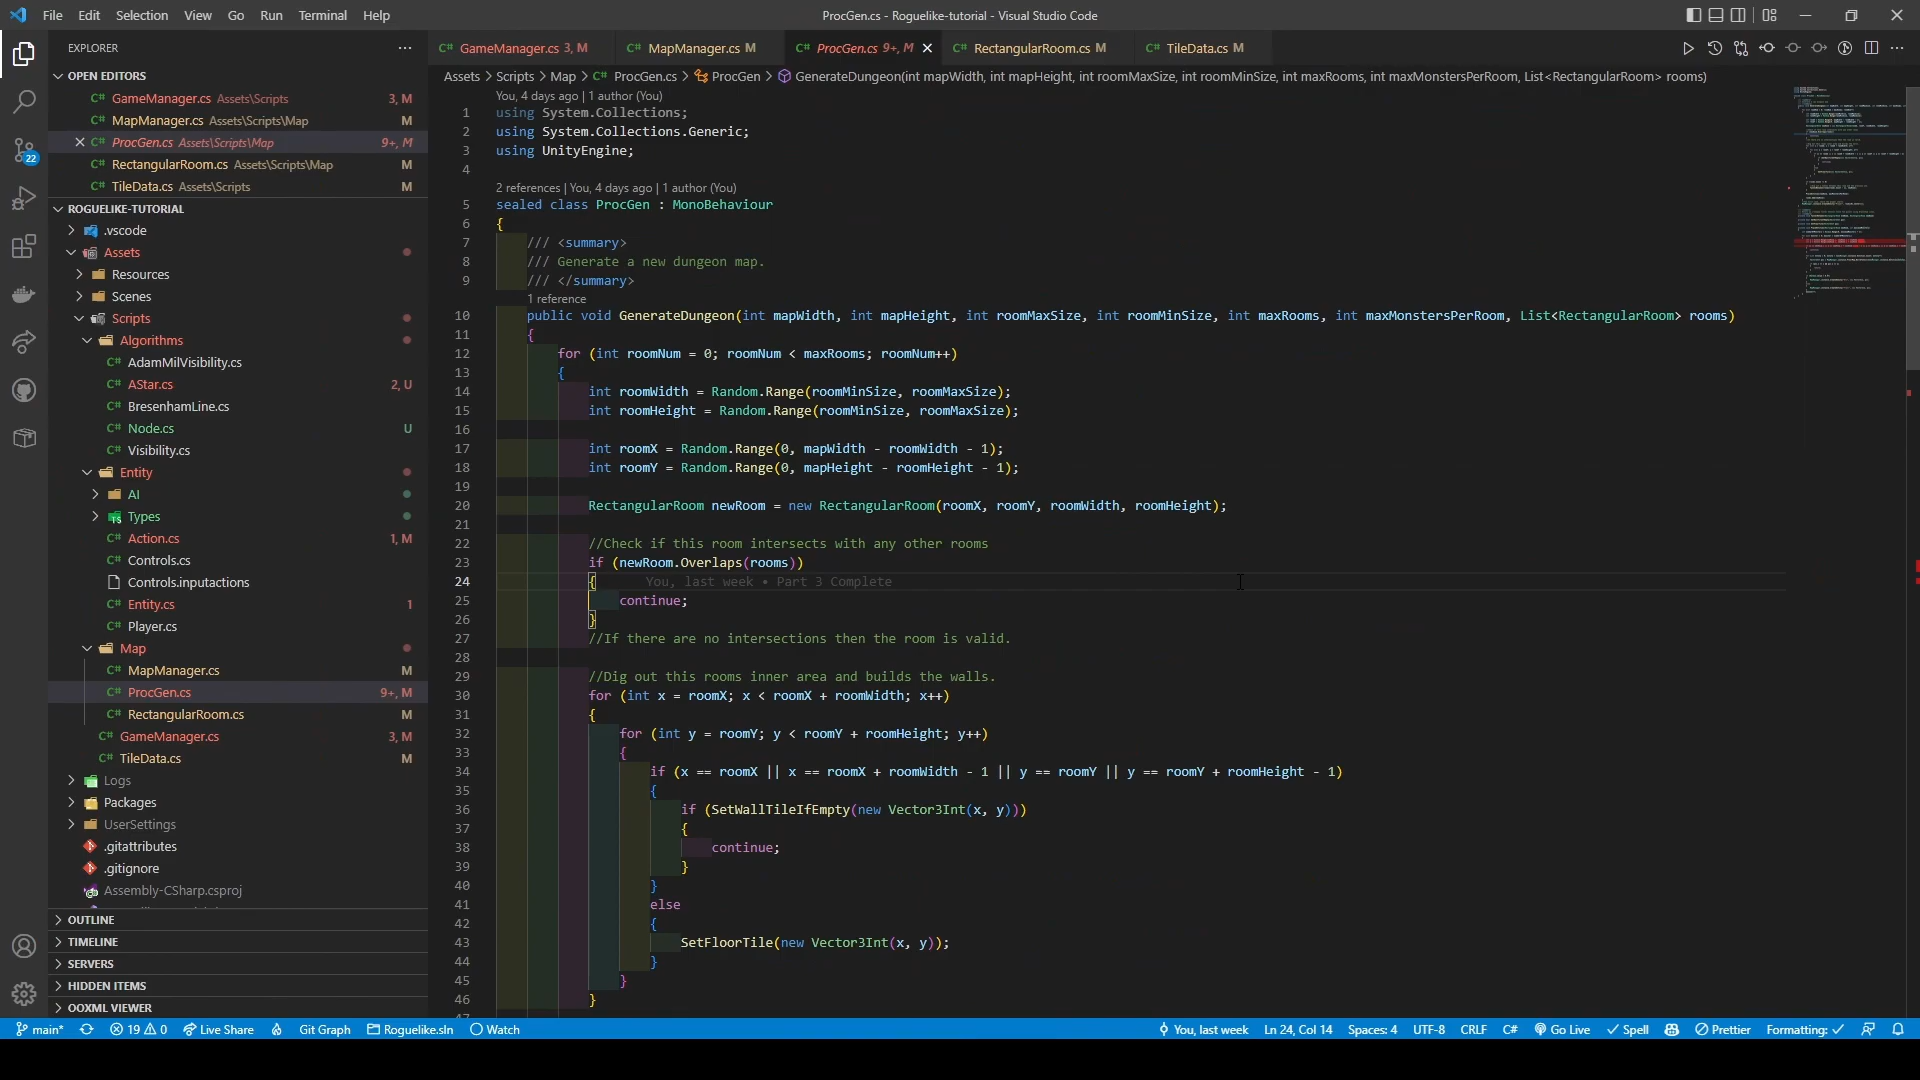 File Edit Selection View Go Run Terminal Help
ProcGen.cs - Roguelike-tutorial - Visual Studio Code
EXPLORER
OPEN EDITORS
GameManager.cs Assets\Scripts 3, M
MapManager.cs Assets\Scripts\Map M
ProcGen.cs Assets\Scripts\Map 9+, M
RectangularRoom.cs Assets\Scripts\Map M
TileData.cs Assets\Scripts M
ROGUELIKE-TUTORIAL
.vscode
Assets
Resources
Scenes
Scripts
Algorithms
AdamMilVisibility.cs
AStar.cs 2, U
BresenhamLine.cs
Node.cs U
Visibility.cs
Entity
AI
Types
Action.cs 1, M
Controls.cs
Controls.inputactions
Entity.cs 1
Player.cs
Map
MapManager.cs M
ProcGen.cs 9+, M
RectangularRoom.cs M
GameManager.cs 3, M
TileData.cs M
Logs
Packages
UserSettings
.gitattributes
.gitignore
Assembly-CSharp.csproj
OUTLINE
TIMELINE
SERVERS
HIDDEN ITEMS
OOXML VIEWER
22
GameManager.cs 3, M MapManager.cs M ProcGen.cs 9+, M RectangularRoom.cs M TileData.cs M
Assets > Scripts > Map > ProcGen.cs > ProcGen > GenerateDungeon(int mapWidth, int mapHeight, int roomMaxSize, int roomMinSize, int maxRooms, int maxMonstersPerRoom, List<RectangularRoom> rooms)
You, 4 days ago | 1 author (You)
1 using System.Collections;
2 using System.Collections.Generic;
3 using UnityEngine;
4
2 references | You, 4 days ago | 1 author (You)
5 sealed class ProcGen : MonoBehaviour
6 {
7 /// <summary>
8 /// Generate a new dungeon map.
9 /// </summary>
1 reference
10 public void GenerateDungeon(int mapWidth, int mapHeight, int roomMaxSize, int roomMinSize, int maxRooms, int maxMonstersPerRoom, List<RectangularRoom> rooms)
11 {
12 for (int roomNum = 0; roomNum < maxRooms; roomNum++)
13 {
14 int roomWidth = Random.Range(roomMinSize, roomMaxSize);
15 int roomHeight = Random.Range(roomMinSize, roomMaxSize);
16
17 int roomX = Random.Range(0, mapWidth - roomWidth - 1);
18 int roomY = Random.Range(0, mapHeight - roomHeight - 1);
19
20 RectangularRoom newRoom = new RectangularRoom(roomX, roomY, roomWidth, roomHeight);
21
22 //Check if this room intersects with any other rooms
23 if (newRoom.Overlaps(rooms))
24 { You, last week • Part 3 Complete
25 continue;
26 }
27 //If there are no intersections then the room is valid.
28
29 //Dig out this rooms inner area and builds the walls.
30 for (int x = roomX; x < roomX + roomWidth; x++)
31 {
32 for (int y = roomY; y < roomY + roomHeight; y++)
33 {
34 if (x == roomX || x == roomX + roomWidth - 1 || y == roomY || y == roomY + roomHeight - 1)
35 {
36 if (SetWallTileIfEmpty(new Vector3Int(x, y)))
37 {
38 continue;
39 }
40 }
41 else
42 {
43 SetFloorTile(new Vector3Int(x, y));
44 }
45 }
46 }
main* 19 0 Live Share Git Graph Roguelike.sln Watch
You, last week Ln 24, Col 14 Spaces: 4 UTF-8 CRLF C# Go Live Spell Prettier Formatting: